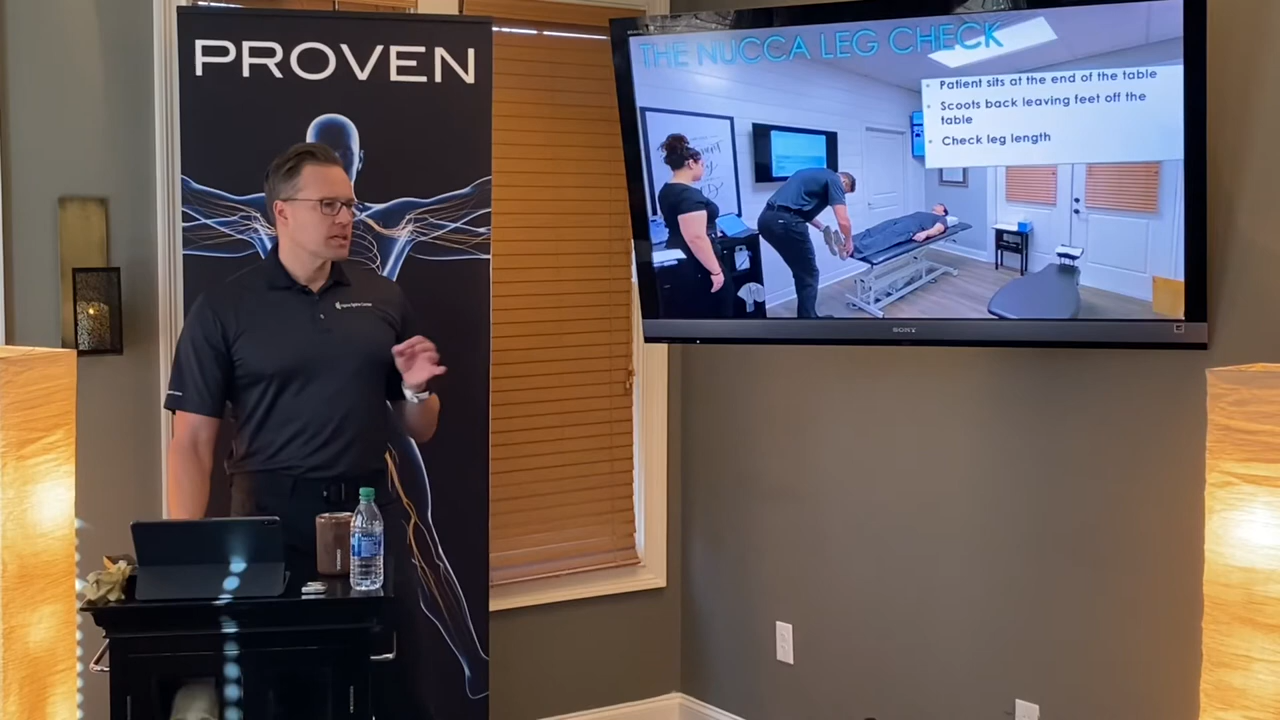 PROVEN
THE NUCCA LEG CHECK
Patient sits at the end of the table
Scoots back leaving feet off the
table
Check leg length
SONY